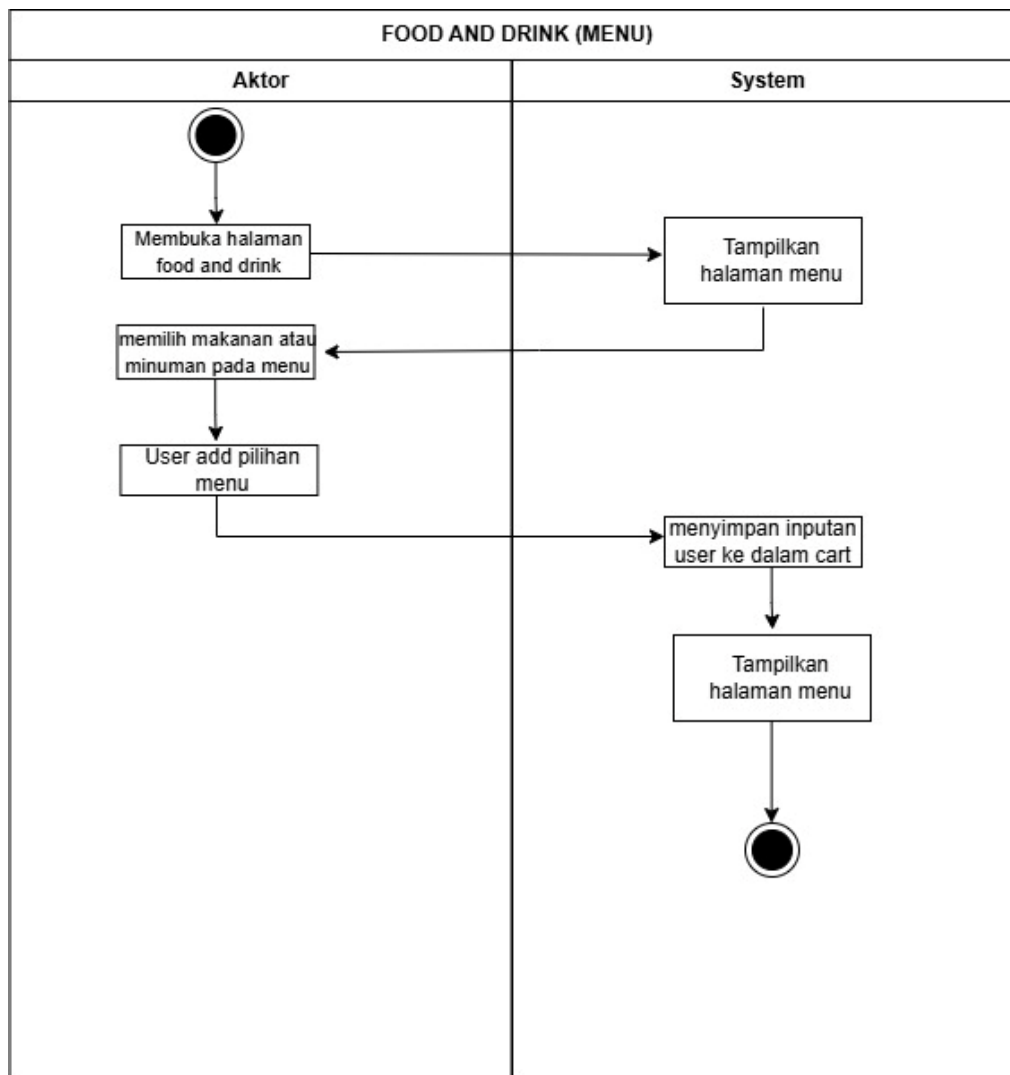 FOOD AND DRINK (MENU)
Aktor
System
Membuka halaman
food and drink
Tampilkan
halaman menu
memilih makanan atau
minuman pada menu
User add pilihan
menu
menyimpan inputan
user ke dalam cart
Tampilkan
halaman menu